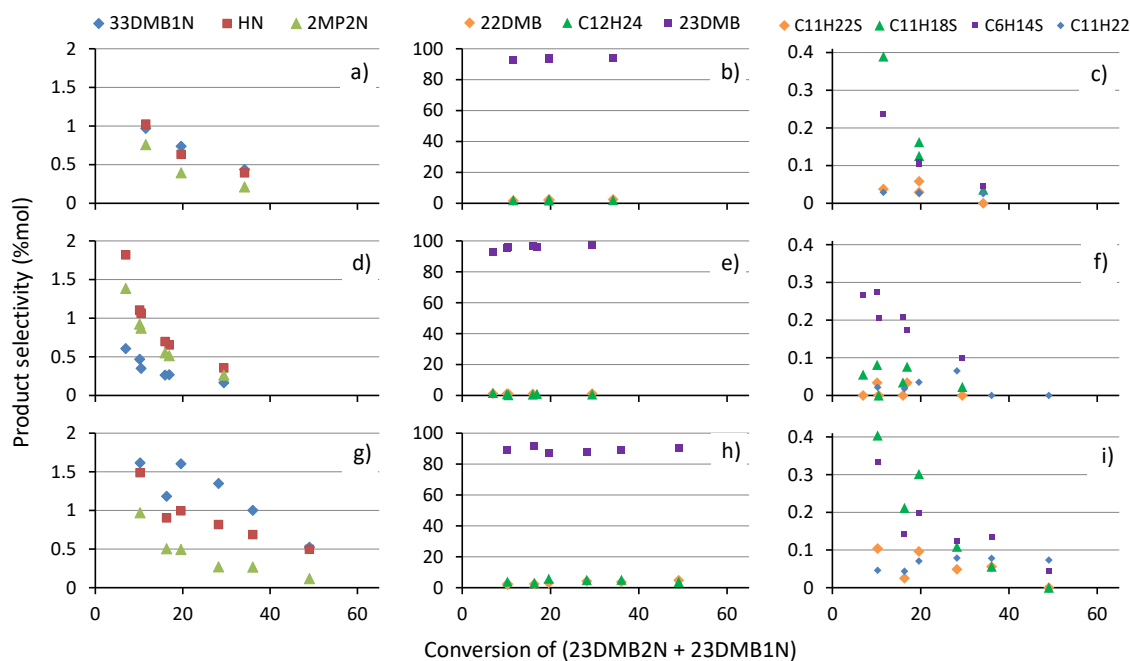 33DMB1N HN 2MP2N
22DMB C12H24 23DMB
C11H22S C11H18S C6H14S C11H22
Product selectivity (%mol)
2
1.5
1
0.5
0
a)
100
80
60
40
20
0
b)
0.4
0.3
0.2
0.1
0
c)
2
1.5
1
0.5
0
d)
100
80
60
40
20
0
e)
0.4
0.3
0.2
0.1
0
f)
2
1.5
1
0.5
0
g)
0 20 40 60
100
80
60
40
20
0
h)
0 20 40 60
0.4
0.3
0.2
0.1
0
i)
0 20 40 60
Conversion of (23DMB2N + 23DMB1N)